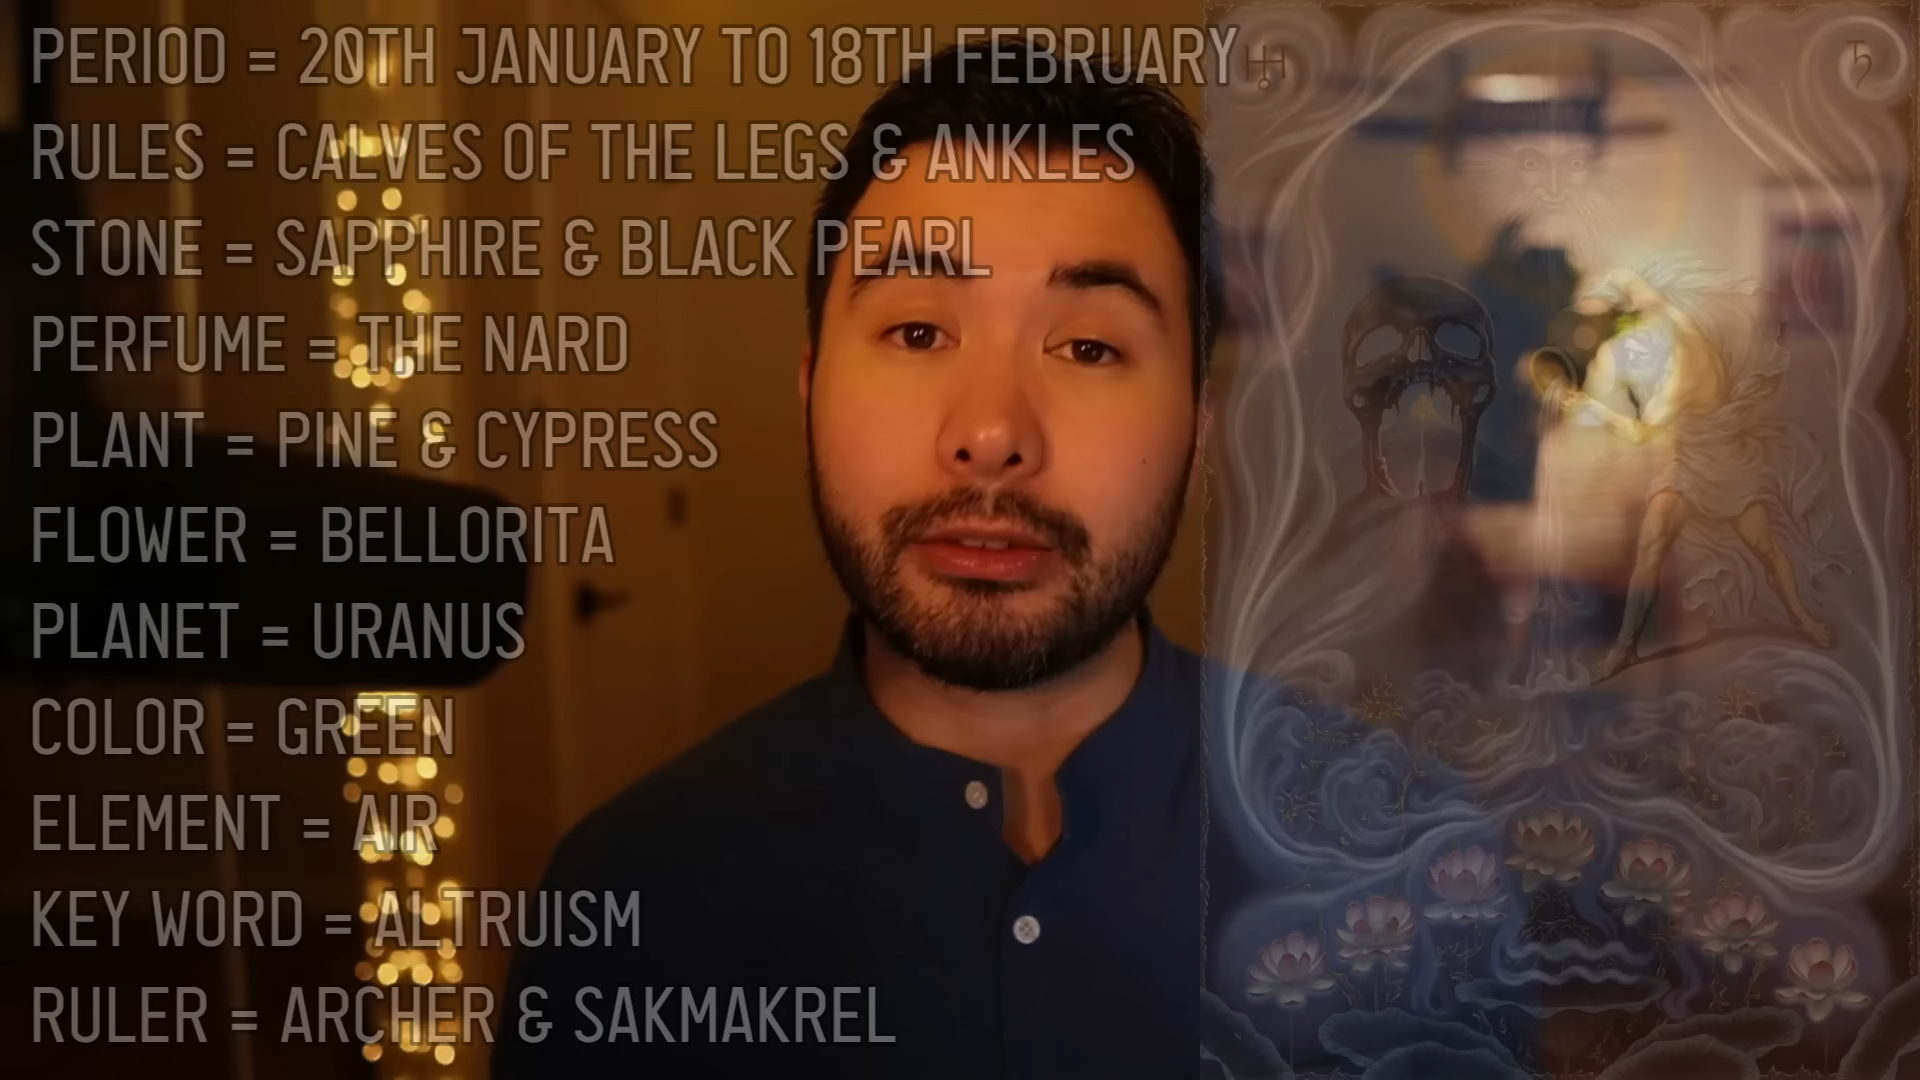 PERIOD = 20TH JANUARY TO 18TH FEBRUARY
RULES = CALVES OF THE LEGS & ANKLES
STONE = SAPPHIRE & BLACK PEARL
PERFUME = THE NARD
PLANT = PINE & CYPRESS
FLOWER = BELLORITA
PLANET = URANUS
COLOR = GREEN
ELEMENT = AIR
KEY WORD = ALTRUISM
RULER = ARCHER & SAKMAKREL